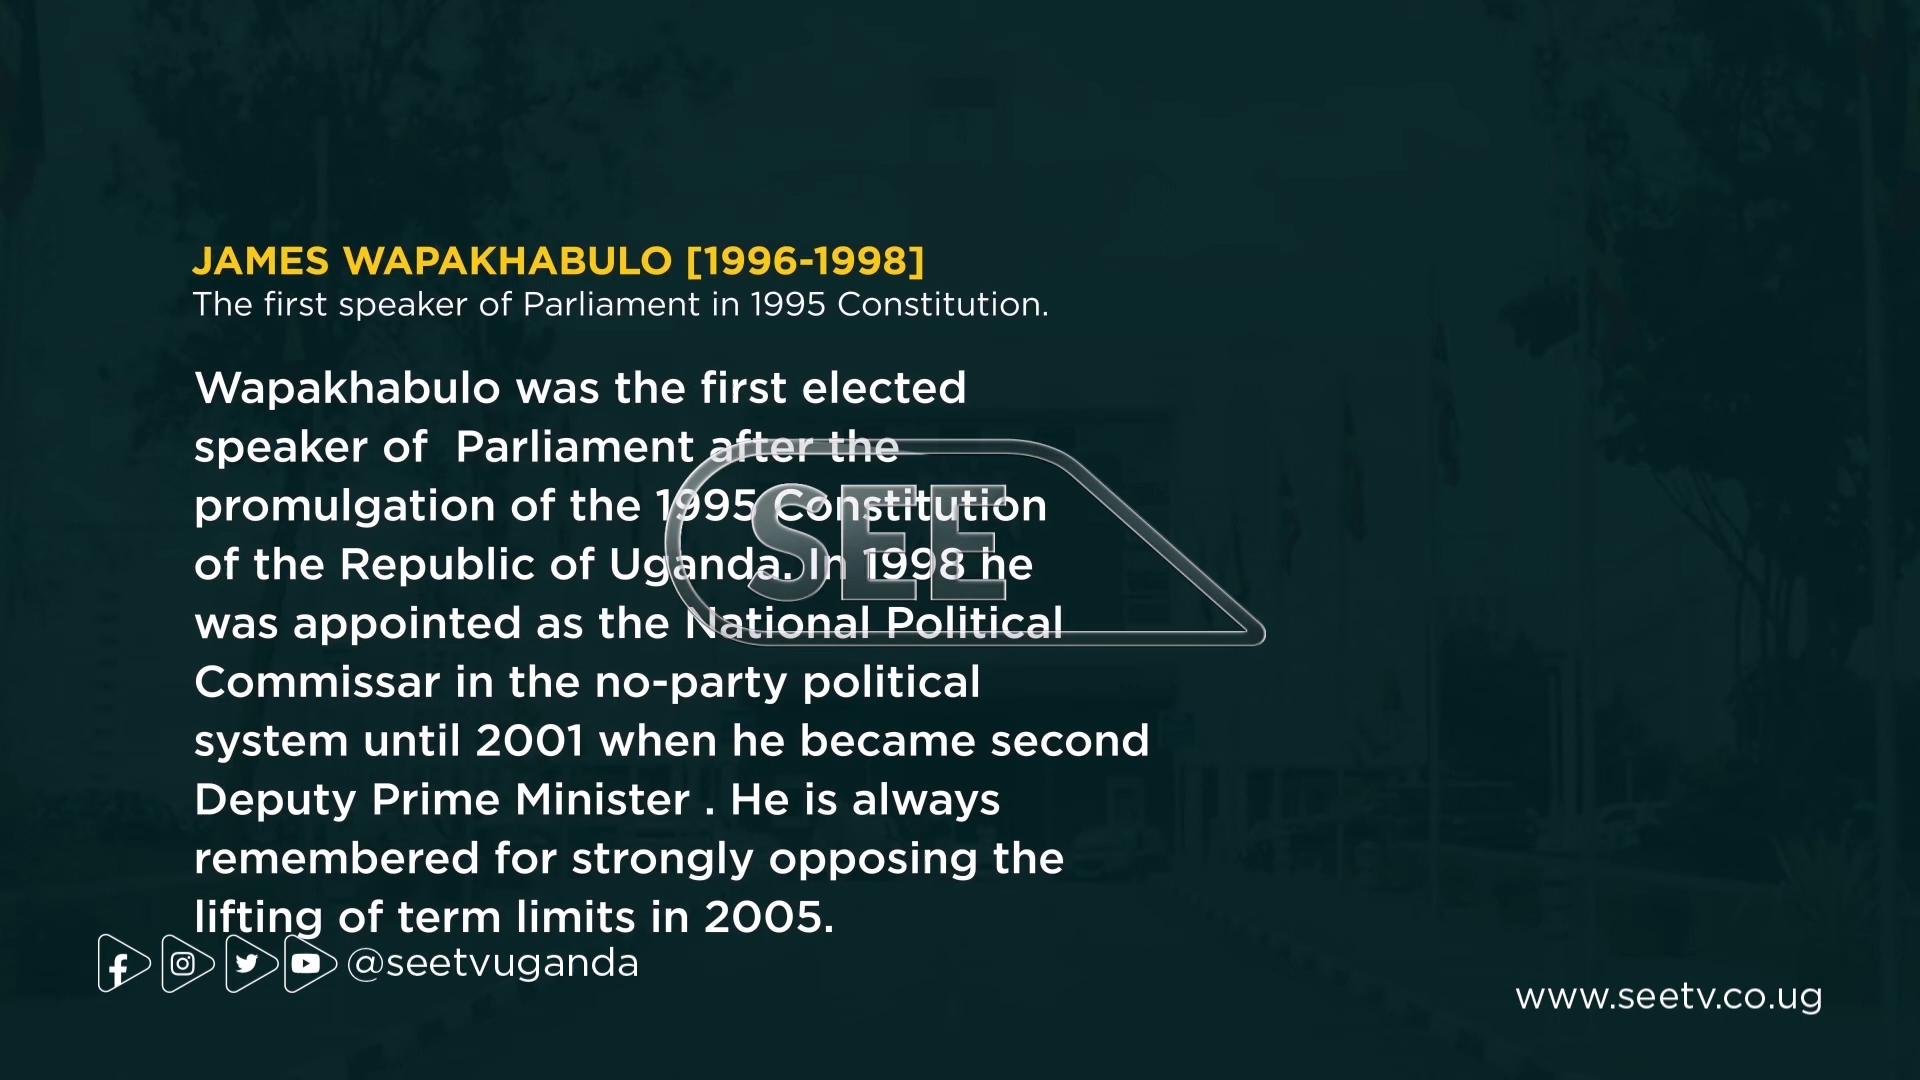 JAMES WAPAKHABULO [1996-1998]
The first speaker of Parliament in 1995 Constitution.
Wapakhabulo was the first elected
speaker of  Parliament after the
promulgation of the 1995 Constitution
of the Republic of Uganda. In 1998 he
was appointed as the National Political
Commissar in the no-party political
system until 2001 when he became second
Deputy Prime Minister . He is always
remembered for strongly opposing the
lifting of term limits in 2005.
SEE
@seetvuganda
www.seetv.co.ug